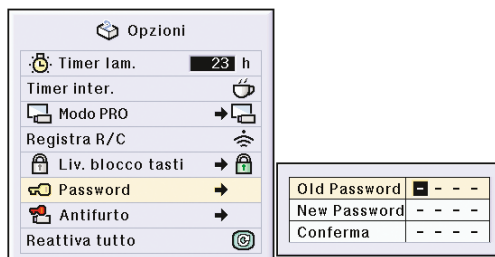 Opzioni
Timer lam. 23 h
Timer inter.
Modo PRO
Registra R/C
Liv. blocco tasti
Password
Antifurto
Reattiva tutto
Old Password - - - -
New Password - - - -
Conferma - - - -